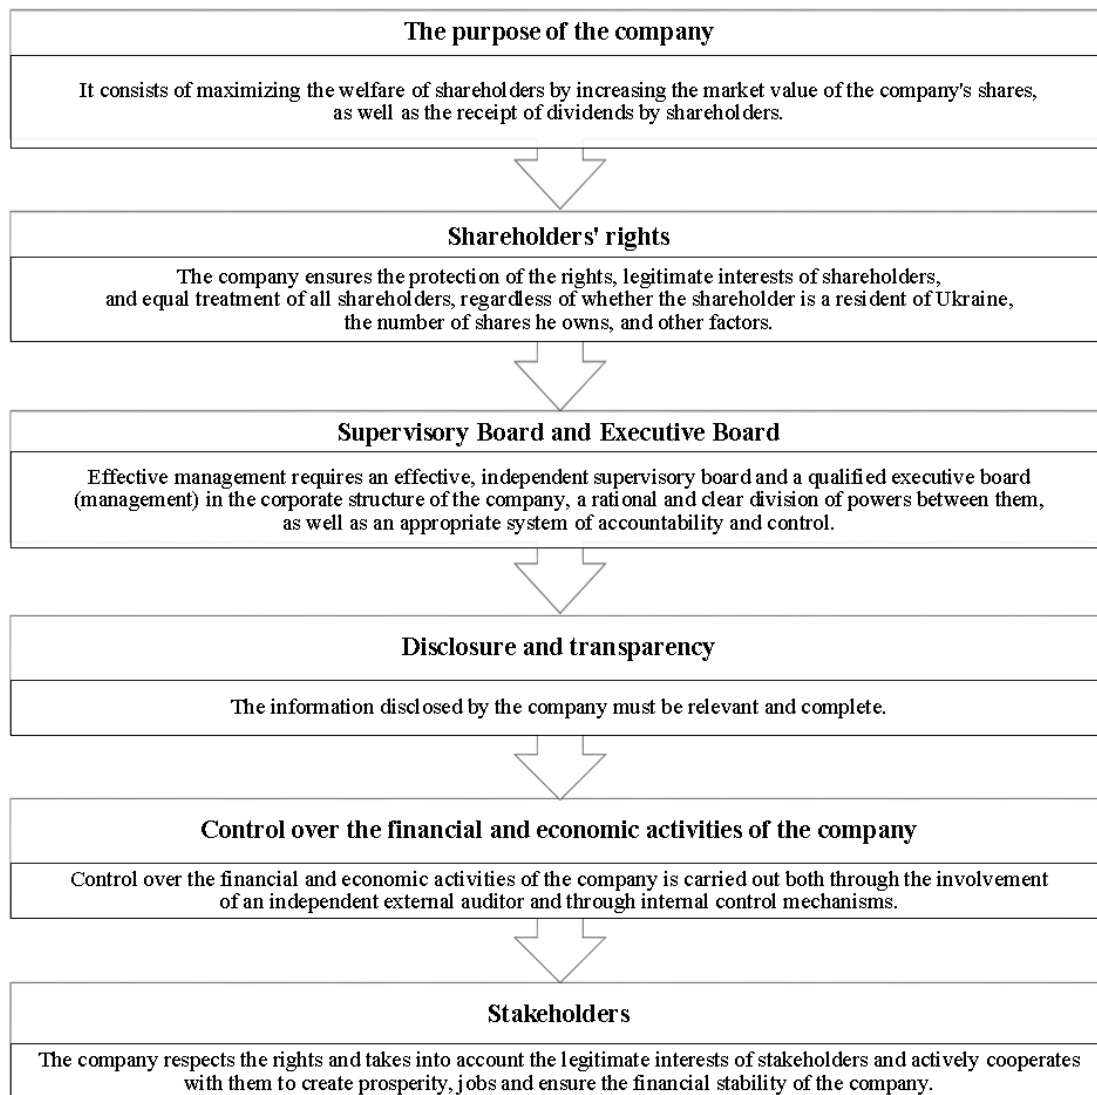 The purpose of the company
It consists of maximizing the welfare of shareholders by increasing the market value of the company's shares,
as well as the receipt of dividends by shareholders.
Shareholders' rights
The company ensures the protection of the rights, legitimate interests of shareholders,
and equal treatment of all shareholders, regardless of whether the shareholder is a resident of Ukraine,
the number of shares he owns, and other factors.
Supervisory Board and Executive Board
Effective management requires an effective, independent supervisory board and a qualified executive board
(management) in the corporate structure of the company, a rational and clear division of powers between them,
as well as an appropriate system of accountability and control.
Disclosure and transparency
The information disclosed by the company must be relevant and complete.
Control over the financial and economic activities of the company
Control over the financial and economic activities of the company is carried out both through the involvement
of an independent external auditor and through internal control mechanisms.
Stakeholders
The company respects the rights and takes into account the legitimate interests of stakeholders and actively cooperates
with them to create prosperity, jobs and ensure the financial stability of the company.